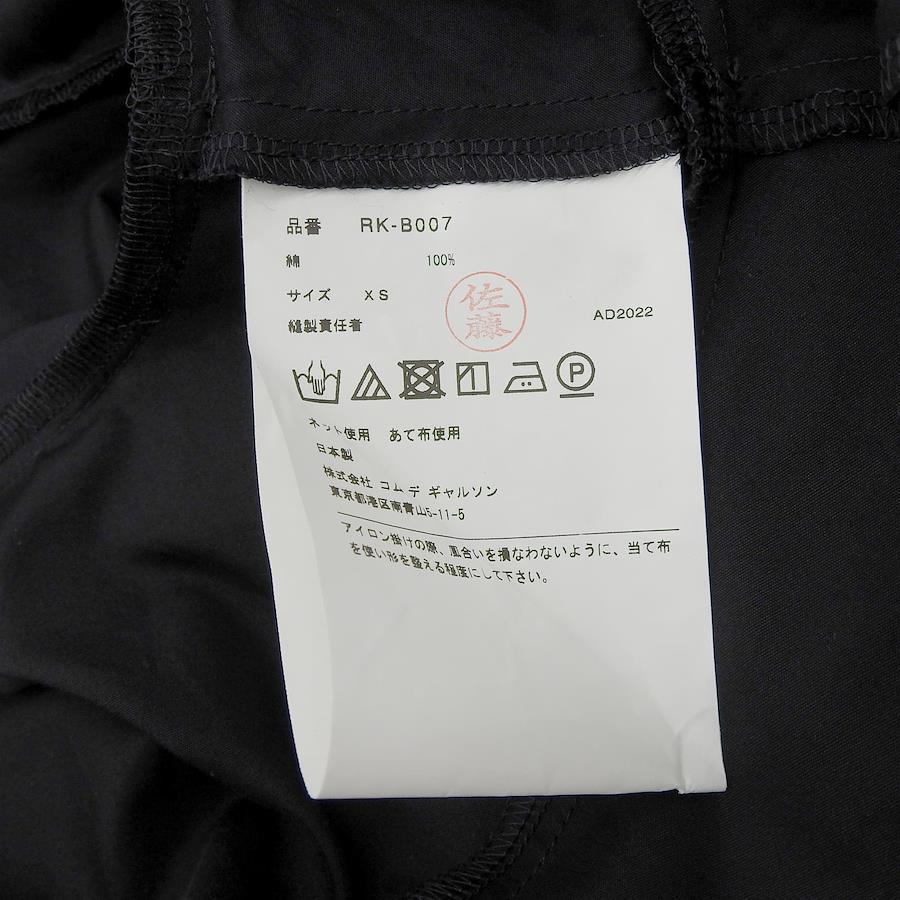 品番 RK-B007
綿 100%
サイズ XS
縫製責任者
佐藤
AD2022
P
ネット使用 あて布使用
日本製
株式会社 コム デ ギャルソン
東京都港区南青山5-11-5
アイロン掛けの際、風合いを損なわないように、当て布
を使い形を整える程度にして下さい。